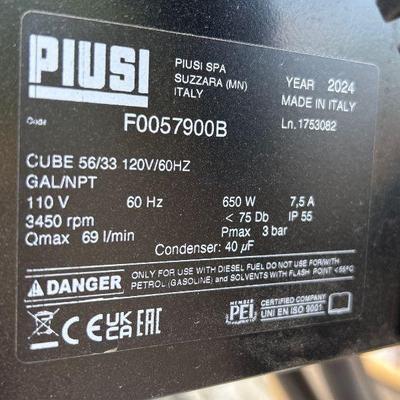 PIUSI
PIUSI SPA
SUZZARA (MN)
ITALY
YEAR 2024
MADE IN ITALY
Code F0057900B Ln. 1753082
CUBE 56/33 120V/60HZ
GAL/NPT
110 V 60 Hz 650 W 7,5 A
3450 rpm < 75 Db IP 55
Qmax 69 l/min Pmax 3 bar
Condenser: 40 µF
DANGER
ONLY FOR USE WITH DIESEL FUEL DO NOT USE FOR/WITH
PETROL (GASOLINE) and SOLVENTS WITH FLASH POINT <55°C
CE UK CA EAC
MEMBER
PEI
CERTIFIED COMPANY
UNI EN ISO 9001